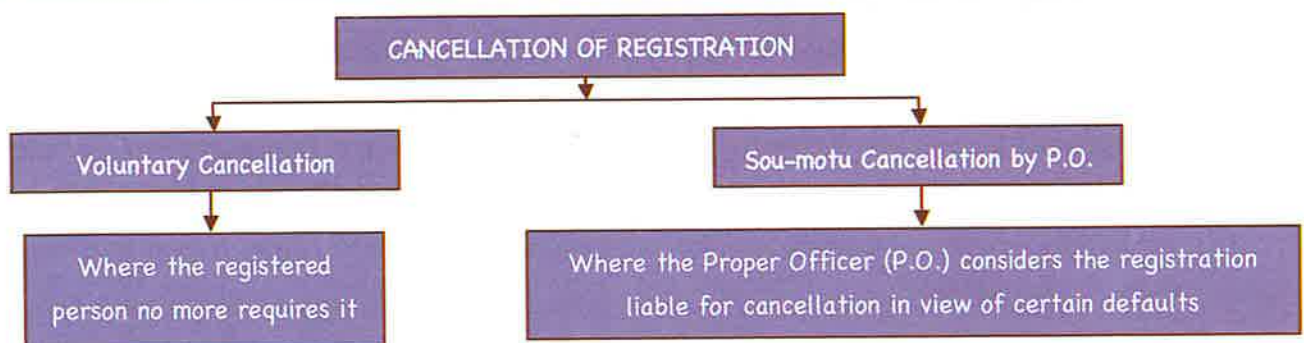 CANCELLATION OF REGISTRATION
Voluntary Cancellation
Sou-motu Cancellation by P.O.
Where the registered
person no more requires it
Where the Proper Officer (P.O.) considers the registration
liable for cancellation in view of certain defaults